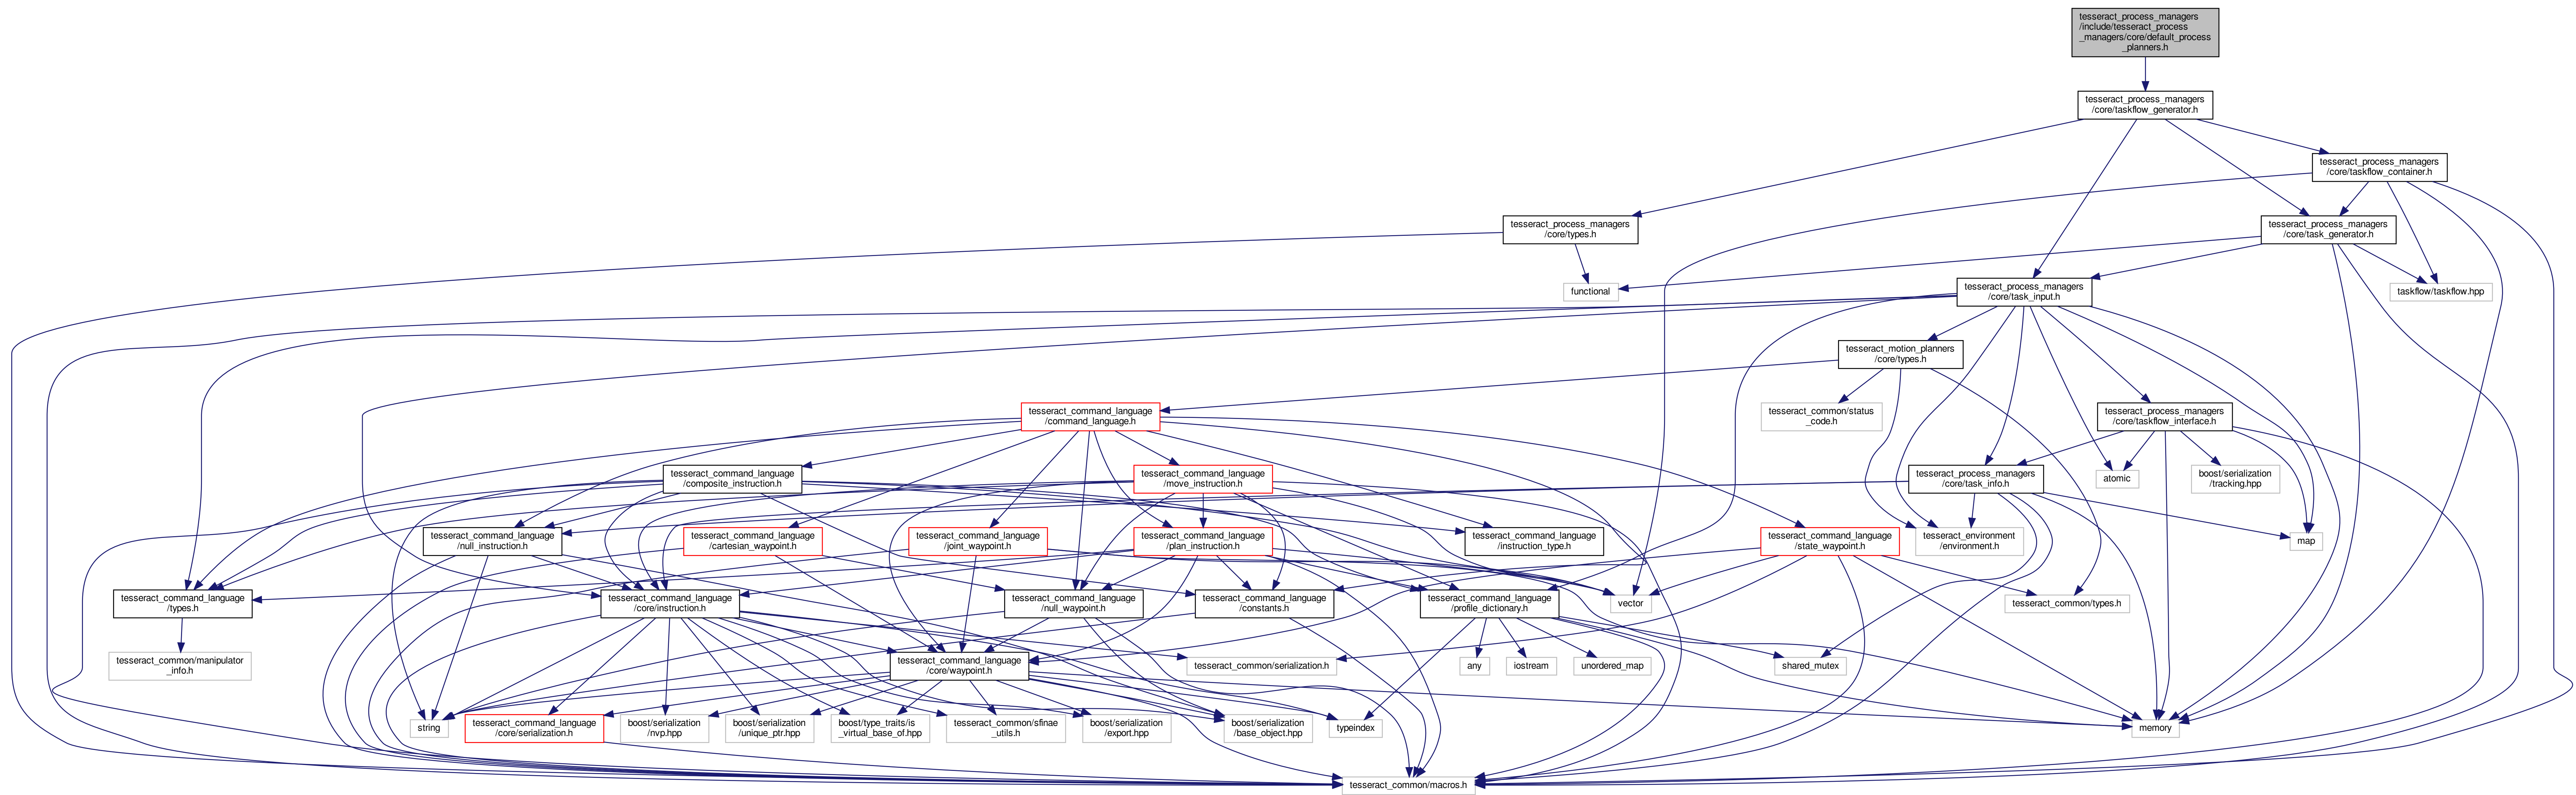 tesseract_process_managers
/include/tesseract_process
_managers/core/default_process
_planners.h
tesseract_process_managers
/core/taskflow_generator.h
tesseract_process_managers
/core/taskflow_container.h
tesseract_process_managers
/core/types.h
tesseract_process_managers
/core/task_generator.h
functional
tesseract_process_managers
/core/task_input.h
taskflow/taskflow.hpp
tesseract_motion_planners
/core/types.h
tesseract_command_language
/command_language.h
tesseract_common/status
_code.h
tesseract_process_managers
/core/taskflow_interface.h
tesseract_command_language
/composite_instruction.h
tesseract_command_language
/move_instruction.h
tesseract_process_managers
/core/task_info.h
atomic
boost/serialization
/tracking.hpp
tesseract_command_language
/null_instruction.h
tesseract_command_language
/cartesian_waypoint.h
tesseract_command_language
/joint_waypoint.h
tesseract_command_language
/plan_instruction.h
tesseract_command_language
/instruction_type.h
tesseract_command_language
/state_waypoint.h
tesseract_environment
/environment.h
map
tesseract_command_language
/types.h
tesseract_command_language
/core/instruction.h
tesseract_command_language
/null_waypoint.h
tesseract_command_language
/constants.h
tesseract_command_language
/profile_dictionary.h
vector
tesseract_common/types.h
tesseract_common/manipulator
_info.h
tesseract_command_language
/core/waypoint.h
tesseract_common/serialization.h
any
iostream
unordered_map
shared_mutex
string
tesseract_command_language
/core/serialization.h
boost/serialization
/nvp.hpp
boost/serialization
/unique_ptr.hpp
boost/type_traits/is
_virtual_base_of.hpp
tesseract_common/sfinae
_utils.h
boost/serialization
/export.hpp
boost/serialization
/base_object.hpp
typeindex
memory
tesseract_common/macros.h